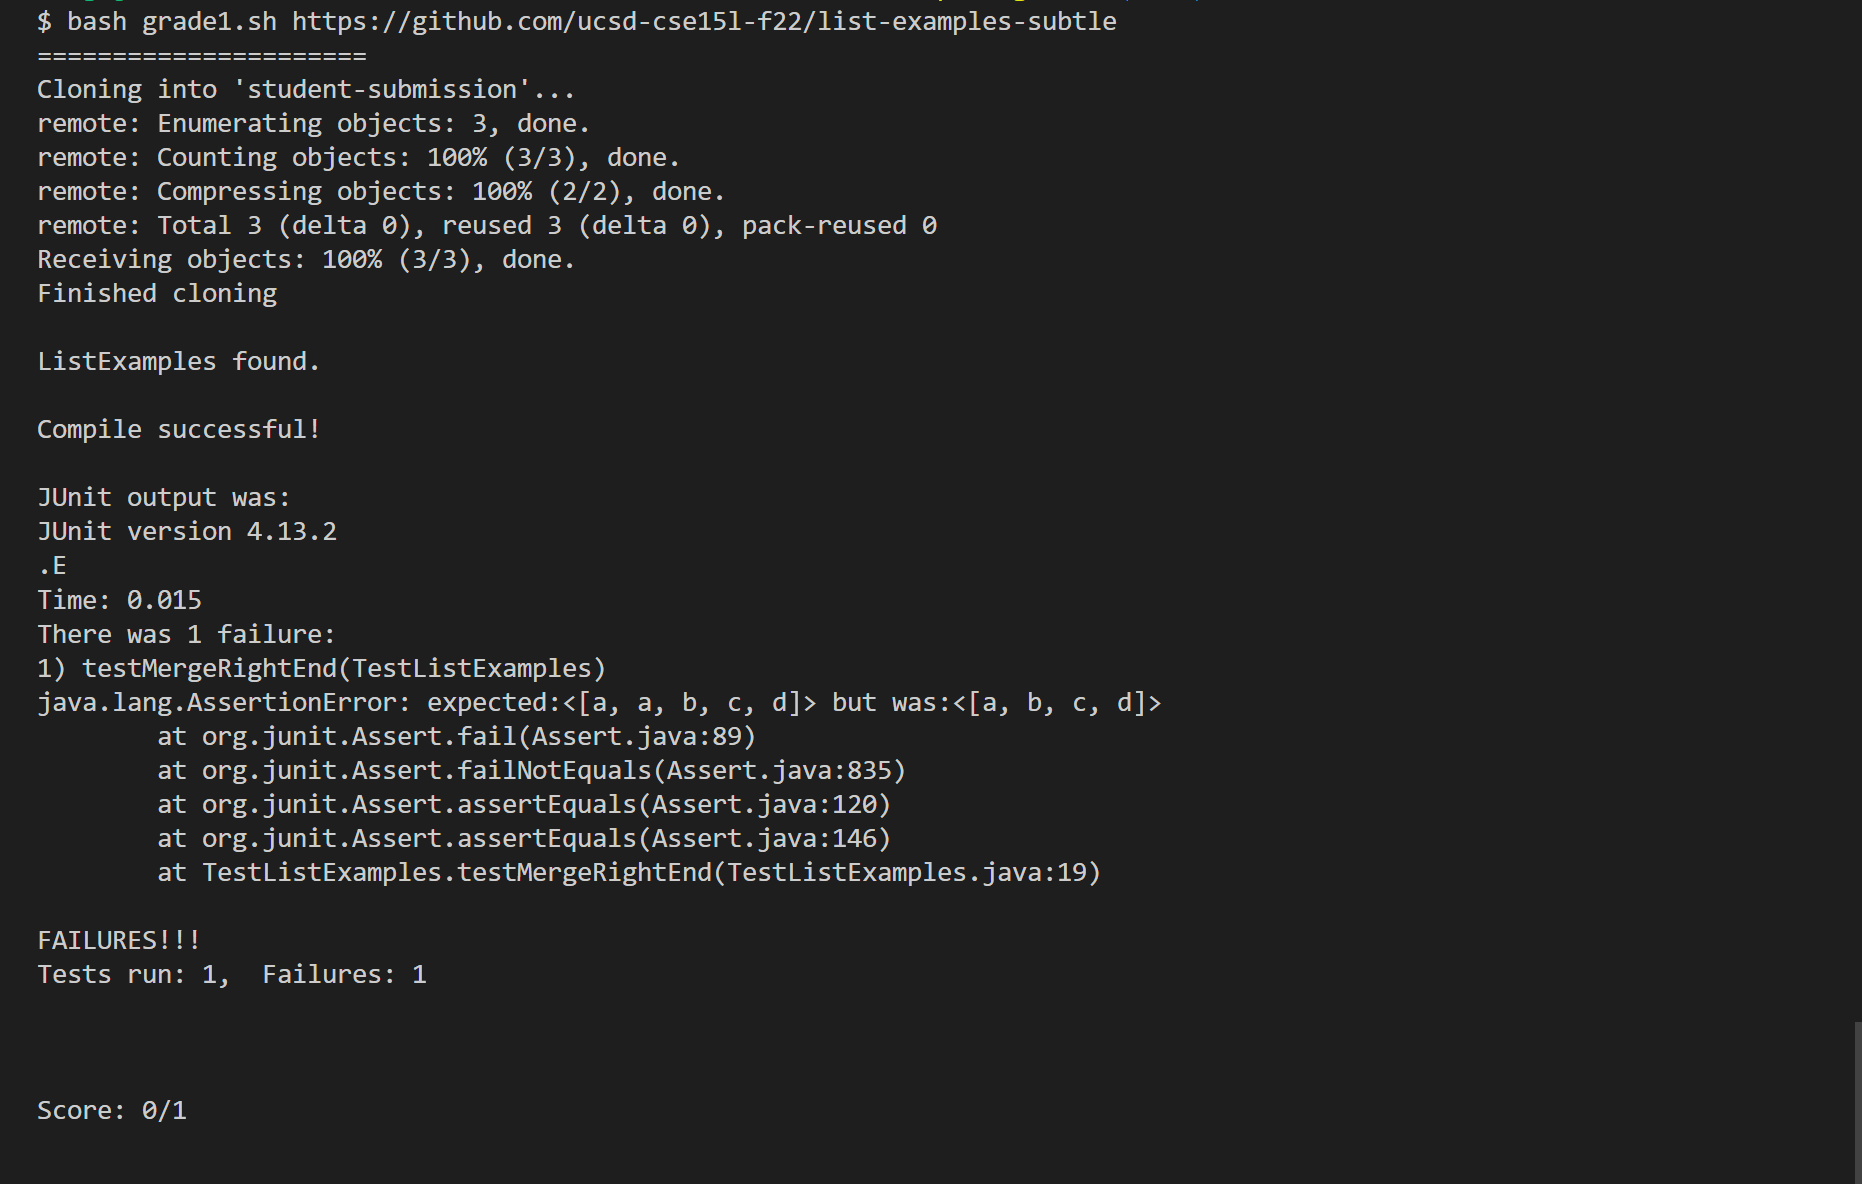 $ bash grade1.sh https://github.com/ucsd-cse15l-f22/list-examples-subtle
======================
Cloning into 'student-submission'...
remote: Enumerating objects: 3, done.
remote: Counting objects: 100% (3/3), done.
remote: Compressing objects: 100% (2/2), done.
remote: Total 3 (delta 0), reused 3 (delta 0), pack-reused 0
Receiving objects: 100% (3/3), done.
Finished cloning
ListExamples found.
Compile successful!
JUnit output was:
JUnit version 4.13.2
.E
Time: 0.015
There was 1 failure:
1) testMergeRightEnd(TestListExamples)
java.lang.AssertionError: expected:<[a, a, b, c, d]> but was:<[a, b, c, d]>
        at org.junit.Assert.fail(Assert.java:89)
        at org.junit.Assert.failNotEquals(Assert.java:835)
        at org.junit.Assert.assertEquals(Assert.java:120)
        at org.junit.Assert.assertEquals(Assert.java:146)
        at TestListExamples.testMergeRightEnd(TestListExamples.java:19)
FAILURES!!!
Tests run: 1,  Failures: 1
Score: 0/1